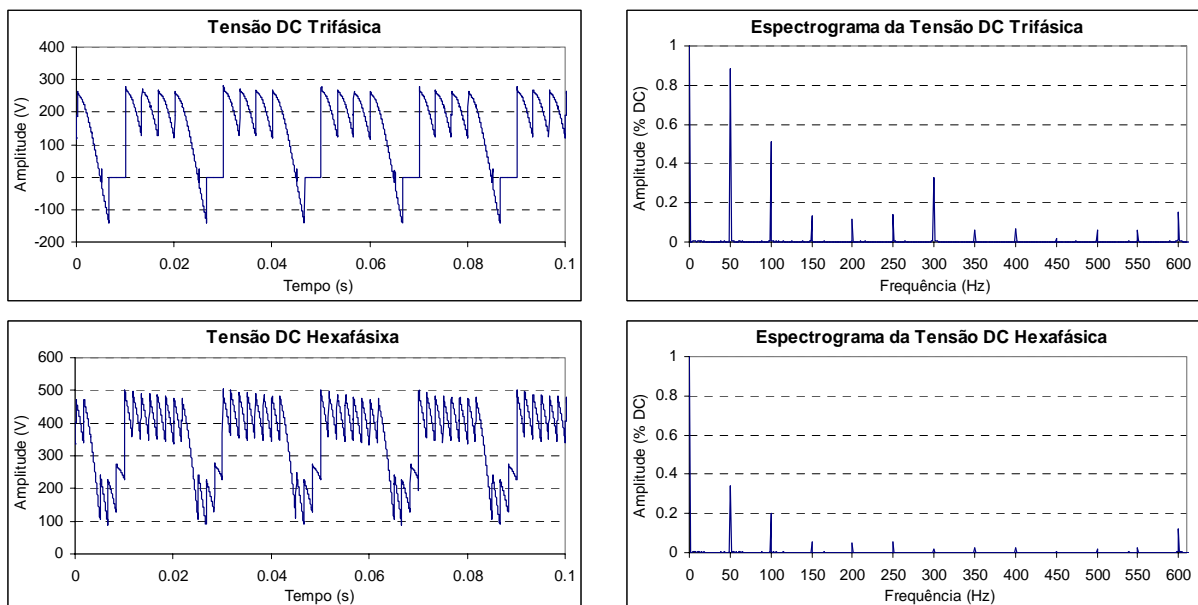 Tensão DC Trifásica
400
300
200
100
0
-100
-200
Amplitude (V)
0 0.02 0.04 0.06 0.08 0.1
Tempo (s)
Espectrograma da Tensão DC Trifásica
1
0.8
0.6
0.4
0.2
0
Amplitude (% DC)
0 50 100 150 200 250 300 350 400 450 500 550 600
Frequência (Hz)
Tensão DC Hexafásixa
600
500
400
300
200
100
0
Amplitude (V)
0 0.02 0.04 0.06 0.08 0.1
Tempo (s)
Espectrograma da Tensão DC Hexafásica
1
0.8
0.6
0.4
0.2
0
Amplitude (% DC)
0 50 100 150 200 250 300 350 400 450 500 550 600
Frequência (Hz)